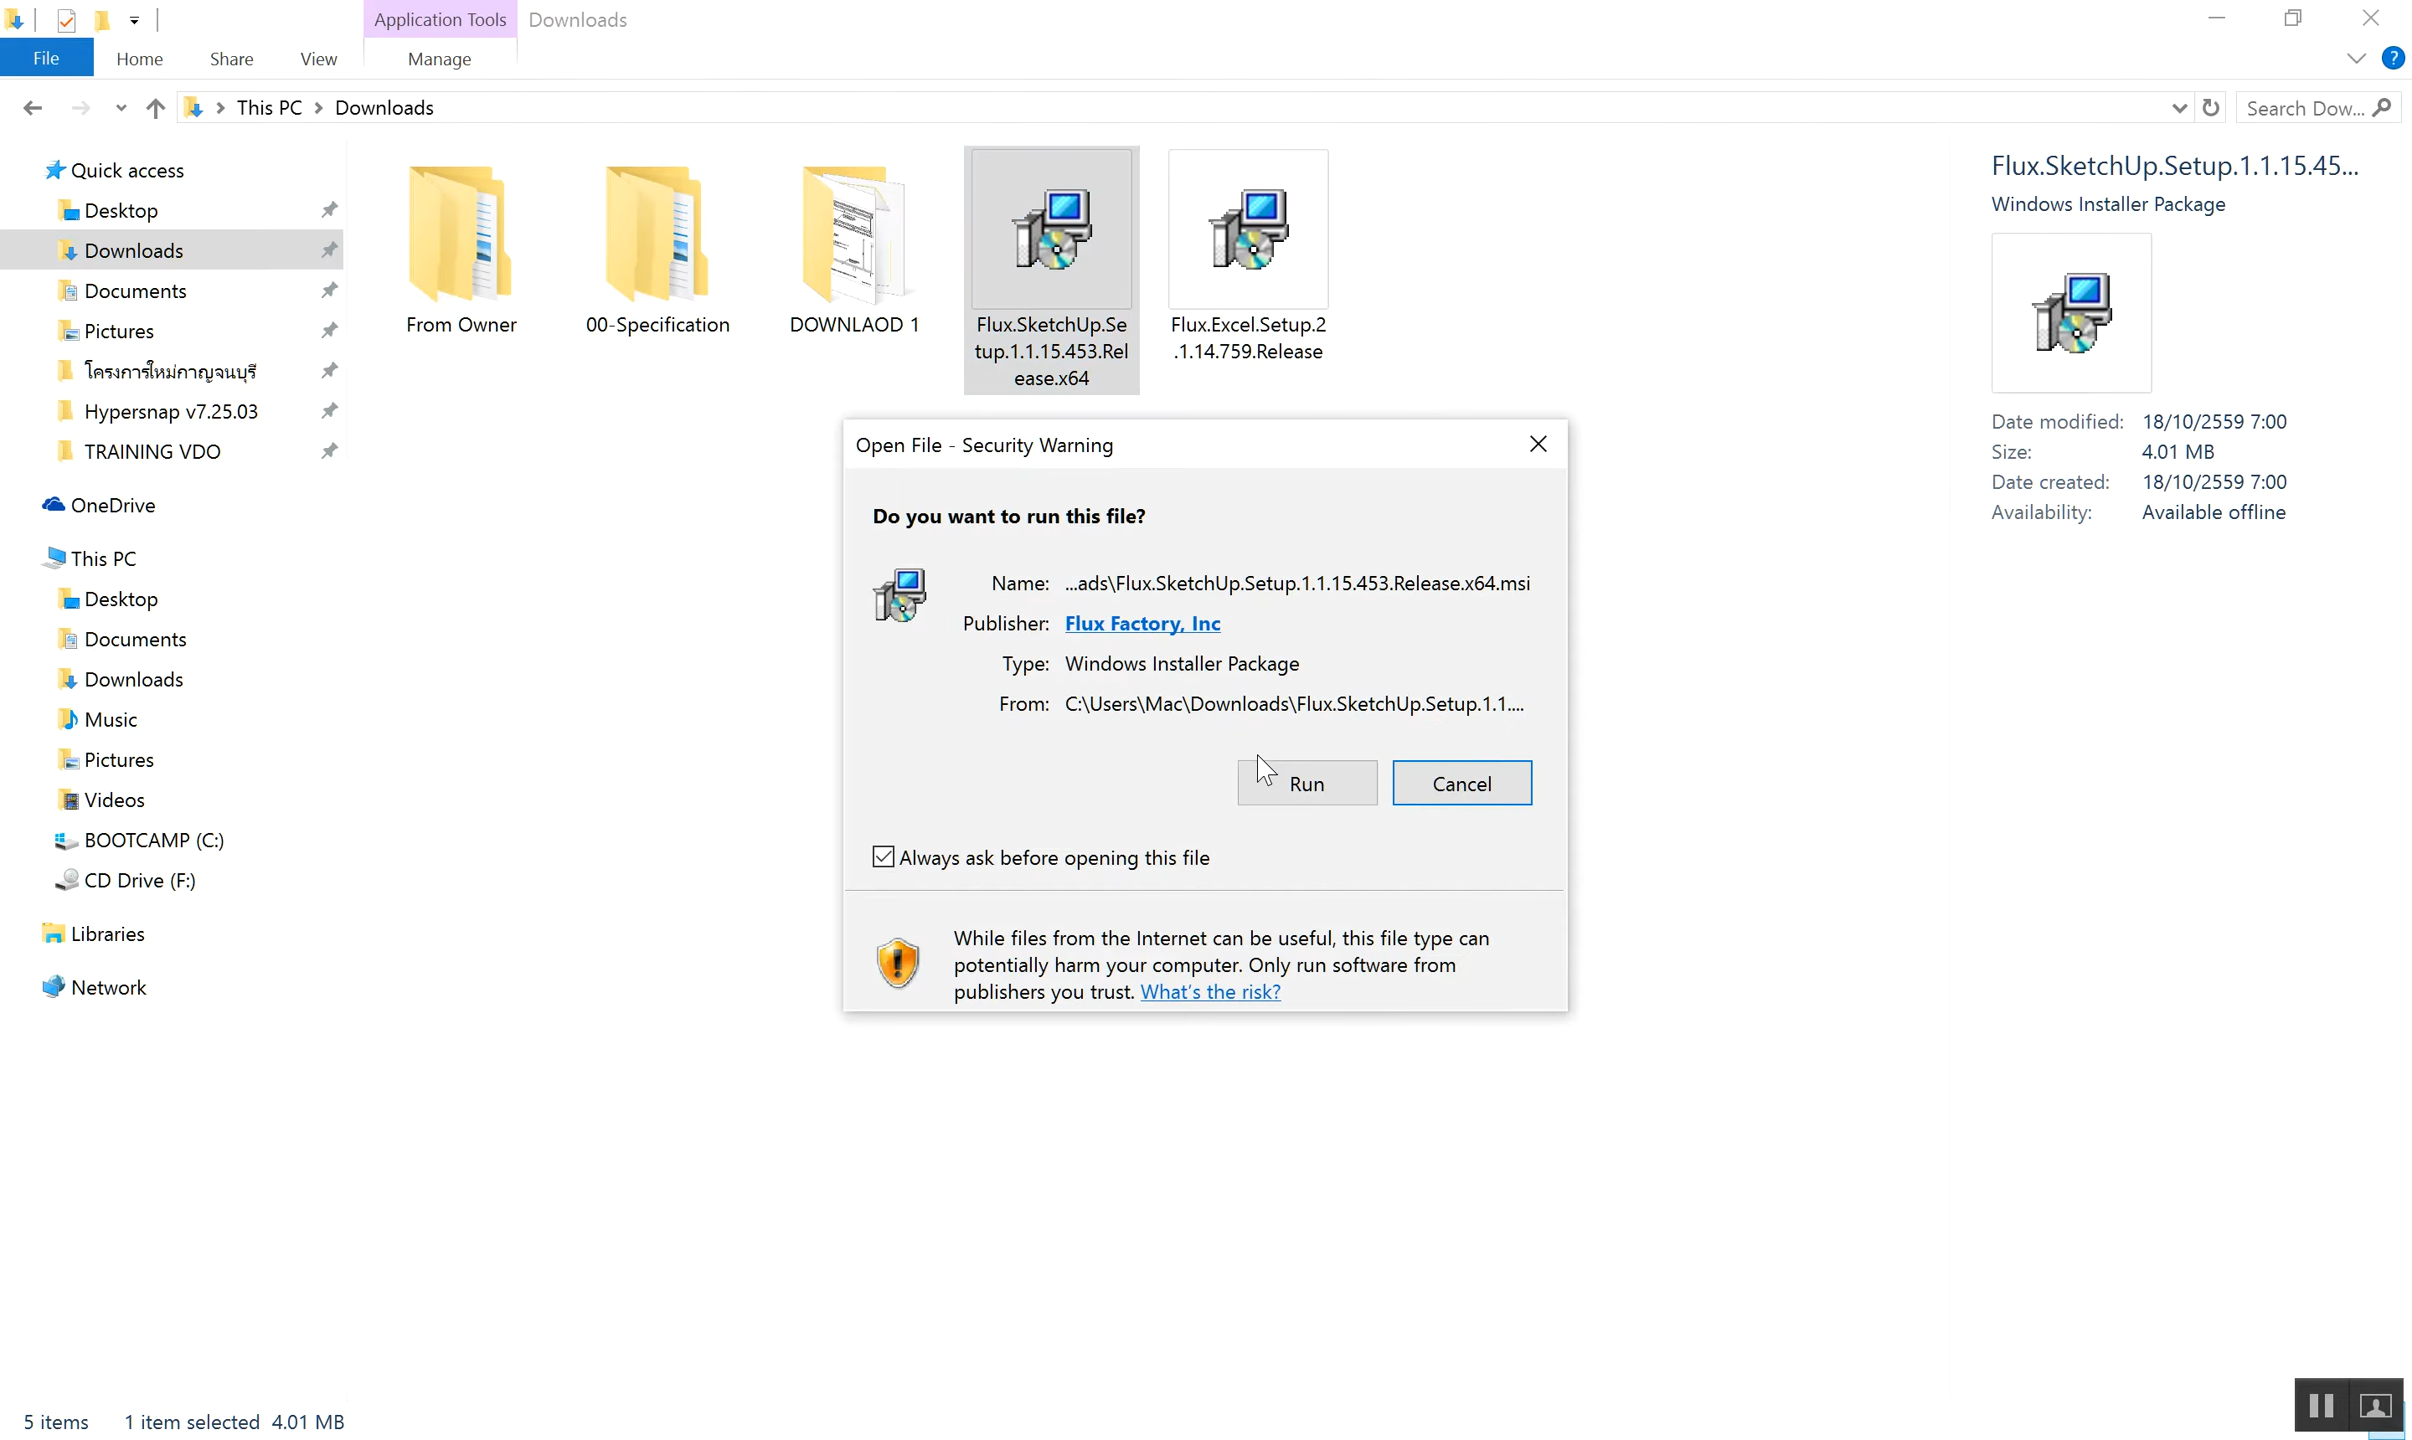 Application Tools
Downloads
File
Home
Share
View
Manage
?
This PC
Downloads
Search Dow...
Quick access
Desktop
Downloads
Documents
Pictures
โครงการใหม่กาญจนบุรี
Hypersnap v7.25.03
TRAINING VDO
OneDrive
This PC
Desktop
Documents
Downloads
Music
Pictures
Videos
BOOTCAMP (C:)
CD Drive (F:)
Libraries
Network
From Owner
00-Specification
DOWNLAOD 1
Flux.SketchUp.Se
tup.1.1.15.453.Rel
ease.x64
Flux.Excel.Setup.2
.1.14.759.Release
Open File - Security Warning
Do you want to run this file?
Name: ...ads\Flux.SketchUp.Setup.1.1.15.453.Release.x64.msi
Publisher: Flux Factory, Inc
Type: Windows Installer Package
From: C:\Users\Mac\Downloads\Flux.SketchUp.Setup.1.1....
Run
Cancel
Always ask before opening this file
While files from the Internet can be useful, this file type can
potentially harm your computer. Only run software from
publishers you trust. What's the risk?
Flux.SketchUp.Setup.1.1.15.45...
Windows Installer Package
Date modified: 18/10/2559 7:00
Size: 4.01 MB
Date created: 18/10/2559 7:00
Availability: Available offline
5 items 1 item selected 4.01 MB